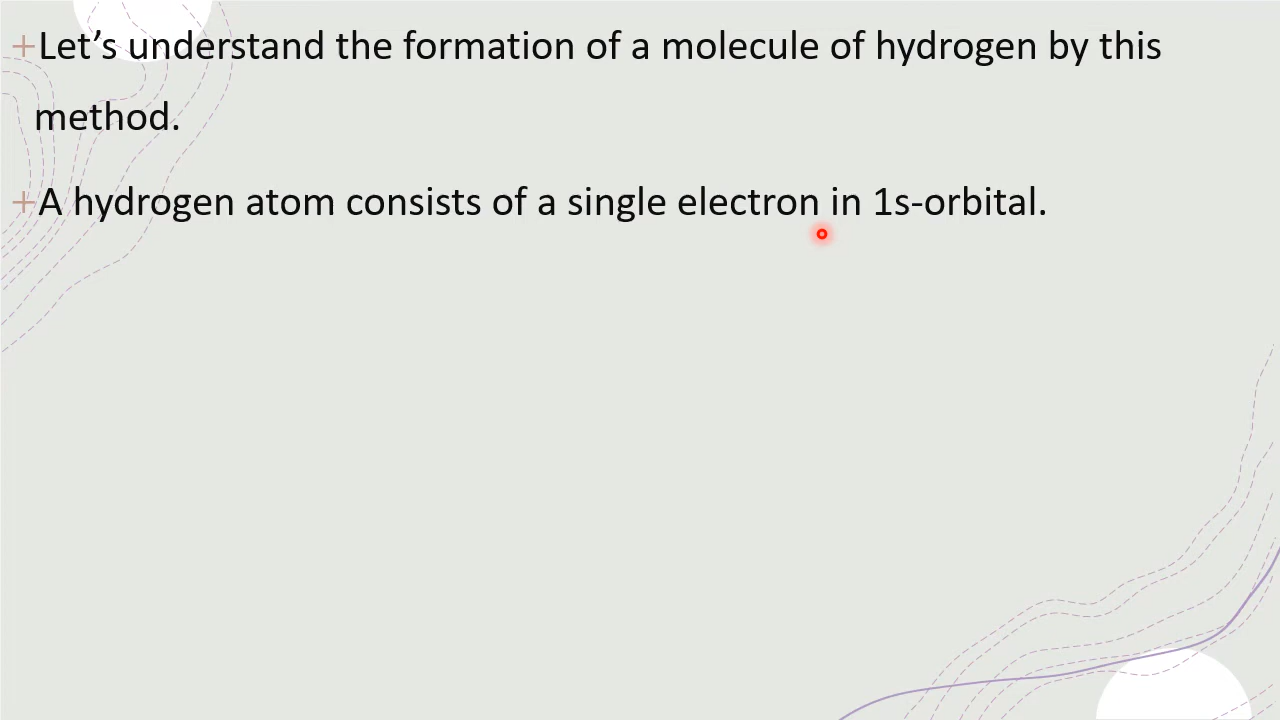 +Let’s understand the formation of a molecule of hydrogen by this
method.
+A hydrogen atom consists of a single electron in 1s-orbital.